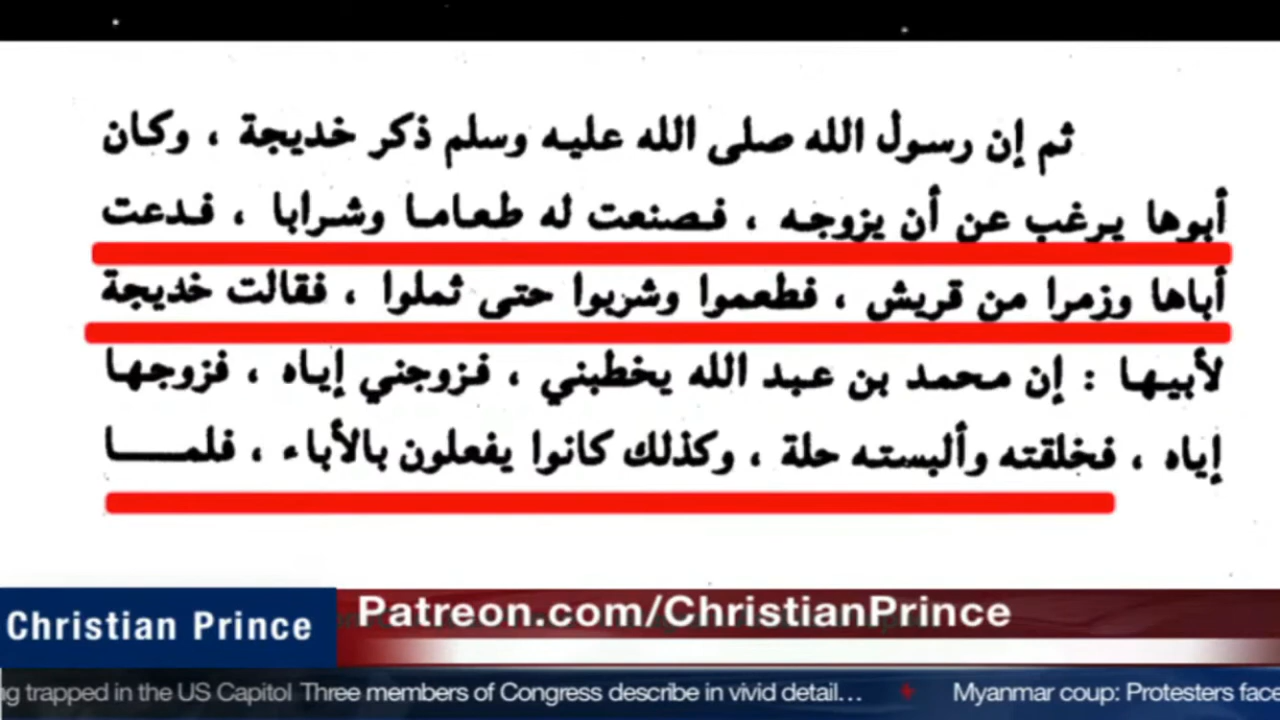 ثم إن رسول الله صلى الله عليه وسلم ذكر خديجة ، وكان
أبوها يرغب عن أن يزوجه ، فصنعت له طعاما وشرابا ، فدعت
أباها وزمرا من قريش ، فطعموا وشربوا حتى ثملوا ، فقالت خديجة
لأبيها : إن محمد بن عبد الله يخطبني ، فزوجني إياه ، فزوجها
إياه ، فخلقته وألبسته حلة ، وكذلك كانوا يفعلون بالأباء ، فلمـــا
Christian Prince
Patreon.com/ChristianPrince
ng trapped in the US Capitol Three members of Congress describe in vivid detail... Myanmar coup: Protesters face